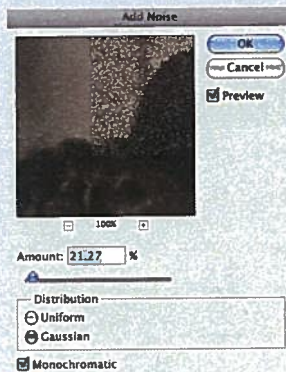 Add Noise
OK
Cancel
Preview
100%
Amount: 21.27 %
Distribution
Uniform
Gaussian
Monochromatic